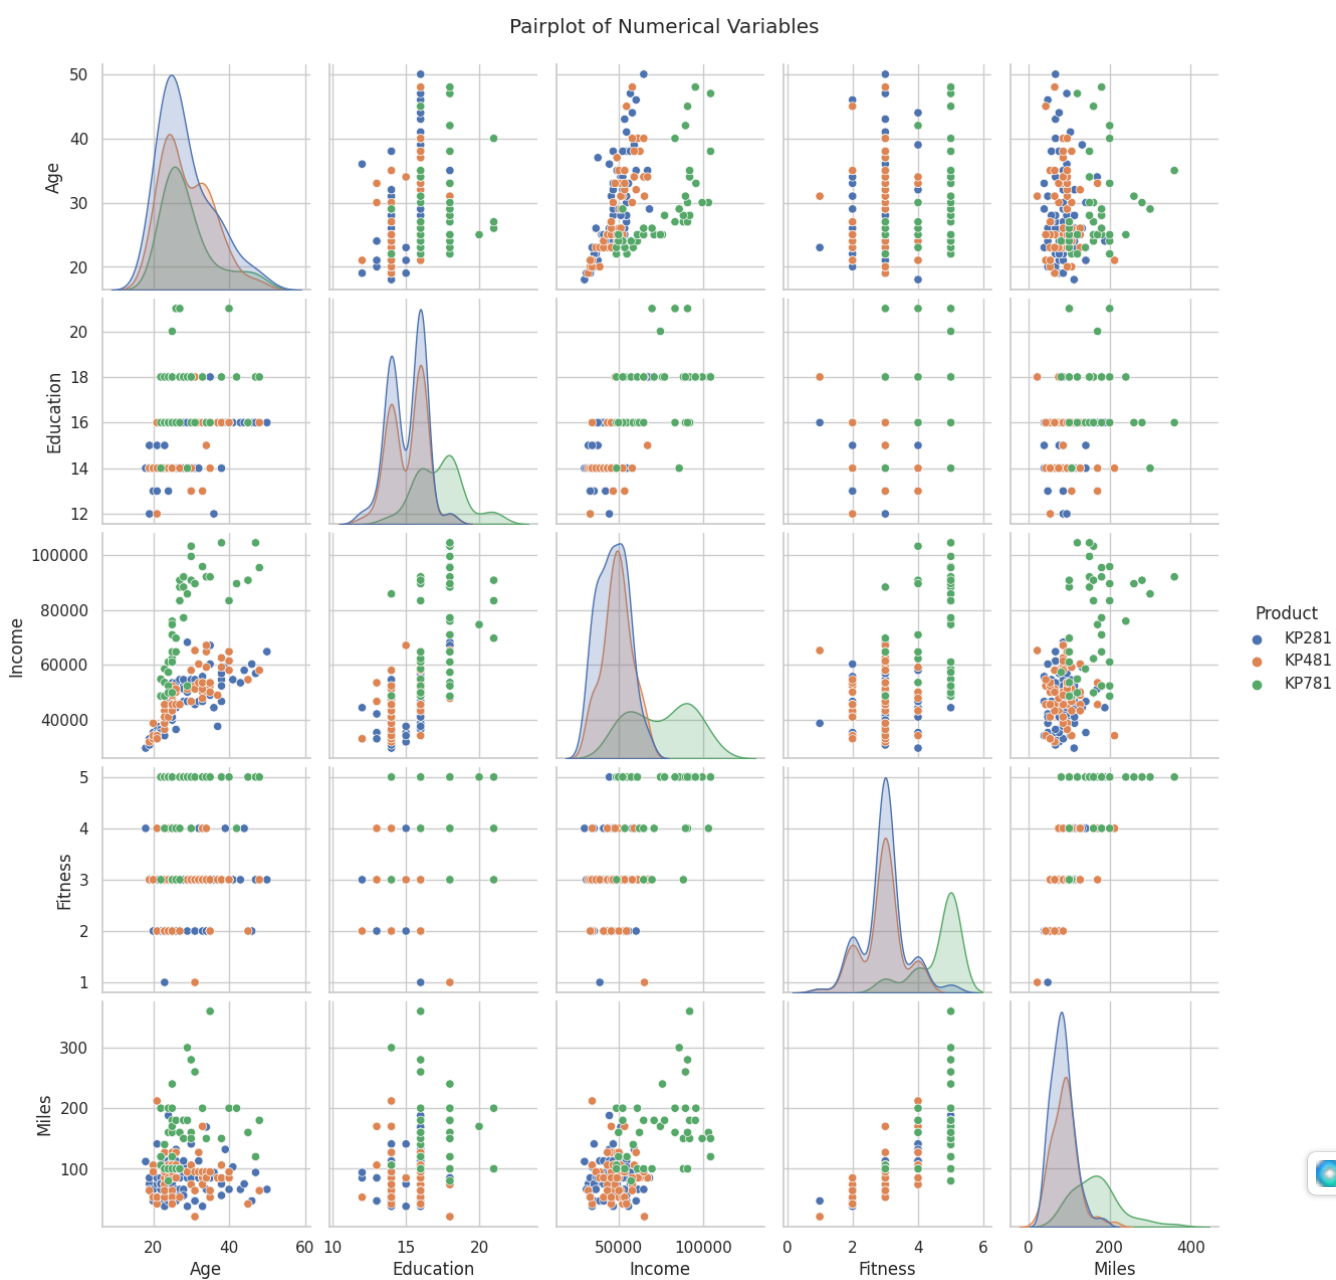 Pairplot of Numerical Variables
50
40
30
20
Age
20
18
16
14
12
Education
100000
80000
60000
40000
Income
Product
KP281
KP481
KP781
5
4
3
2
1
Fitness
300
200
100
Miles
20 40 60
10 15 20
50000 100000
0 2 4 6
0 200 400
Age Education Income Fitness Miles